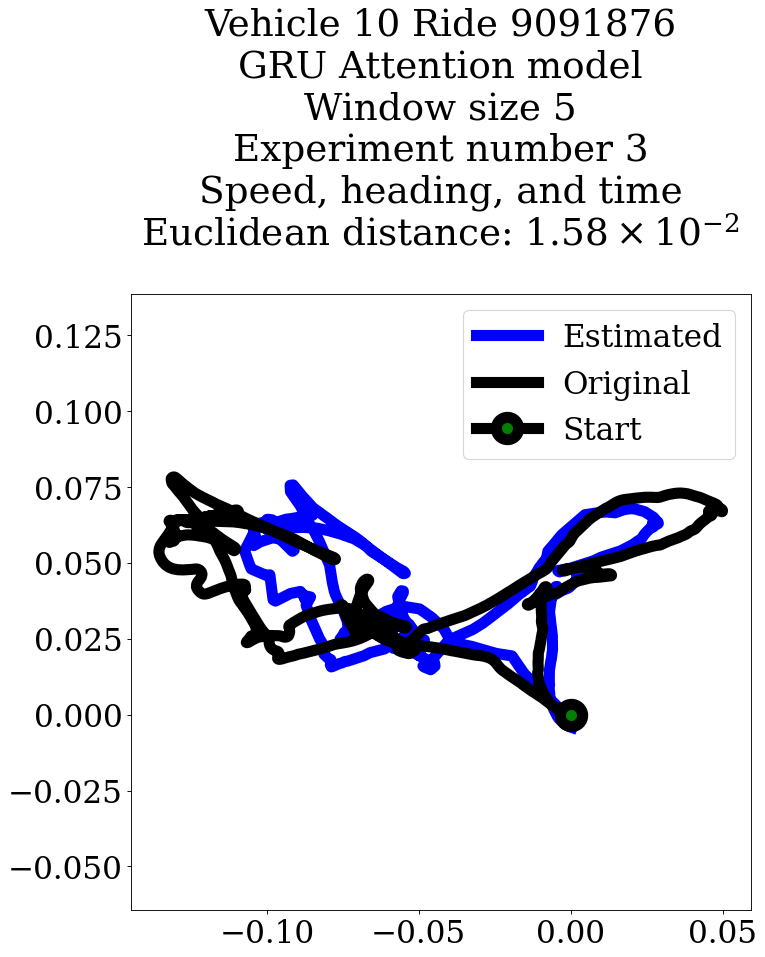 Vehicle 10 Ride 9091876
GRU Attention model
Window size 5
Experiment number 3
Speed, heading, and time
Euclidean distance: 1.58 × 10⁻²
Estimated
Original
Start
0.125
0.100
0.075
0.050
0.025
0.000
−0.025
−0.050
−0.10
−0.05
0.00
0.05